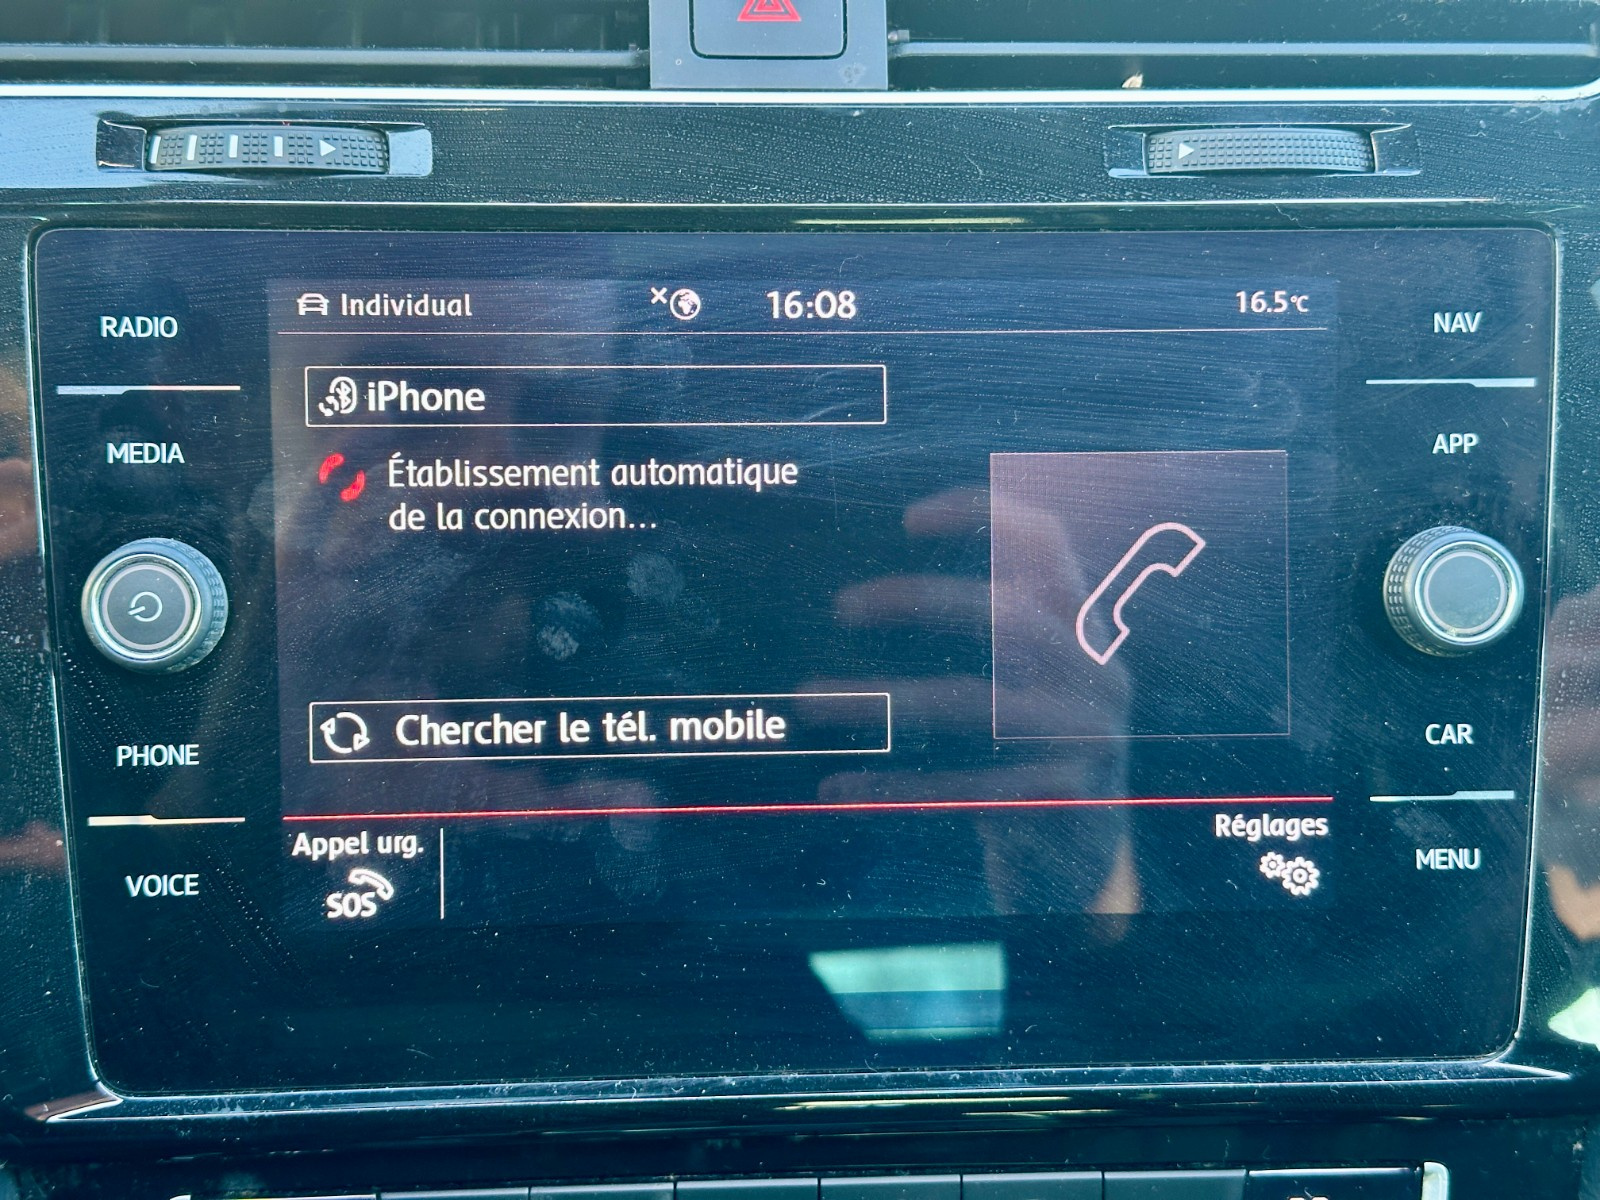 RADIO
MEDIA
PHONE
VOICE
Individual
16:08
16.5°C
iPhone
Établissement automatique
de la connexion...
Chercher le tél. mobile
Appel urg.
SOS
Réglages
NAV
APP
CAR
MENU